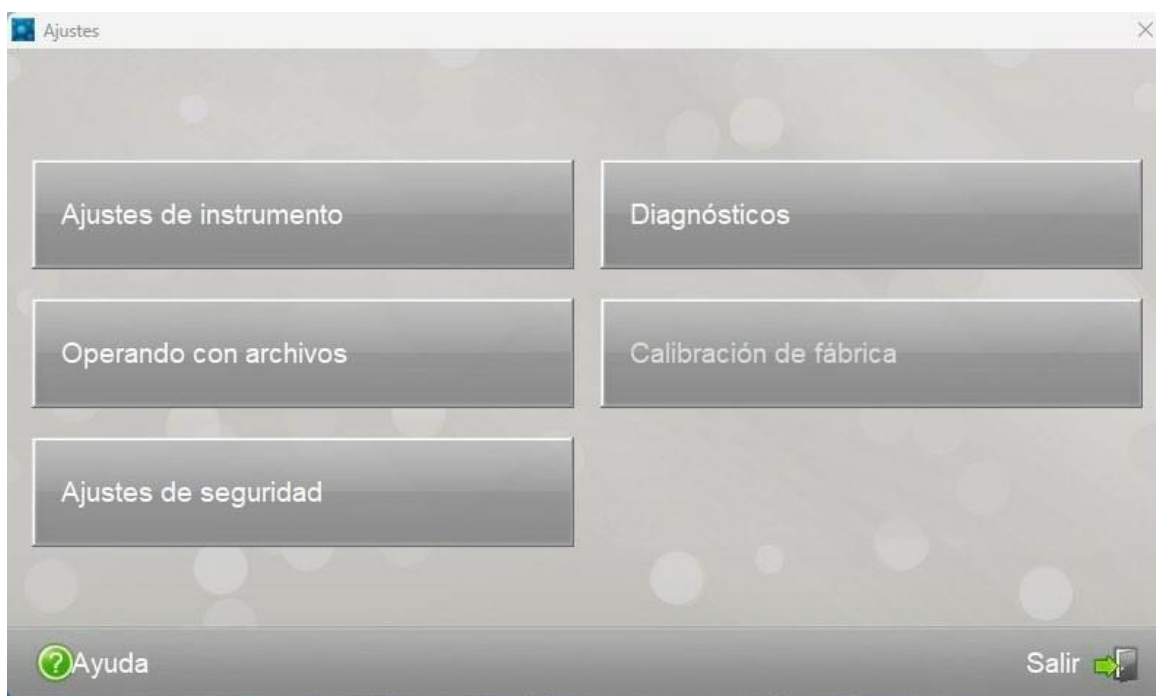 Ajustes
Ajustes de instrumento
Diagnósticos
Operando con archivos
Calibración de fábrica
Ajustes de seguridad
Ayuda
Salir